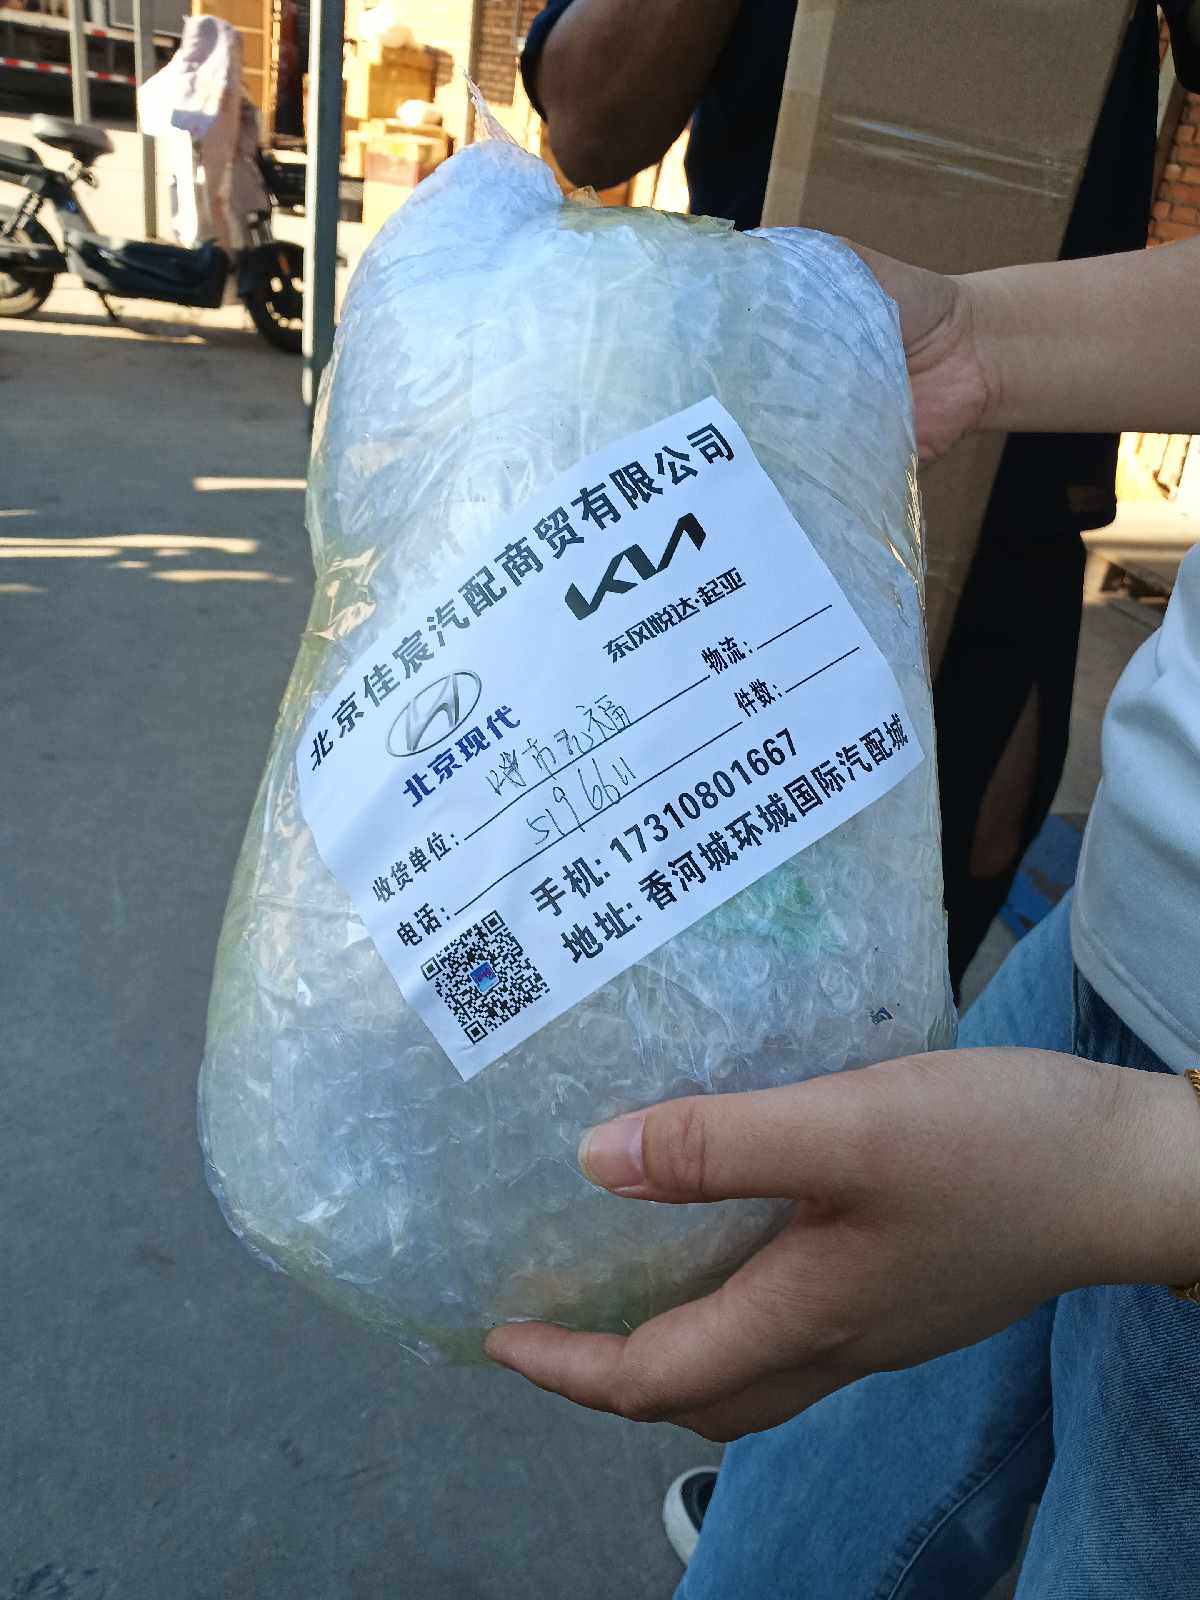 北京佳宸汽配商贸有限公司
北京现代
KIA
东风悦达·起亚
收货单位：
物流：
电话：5196611
件数：
手机：17310801667
地址：香河城环城国际汽配城